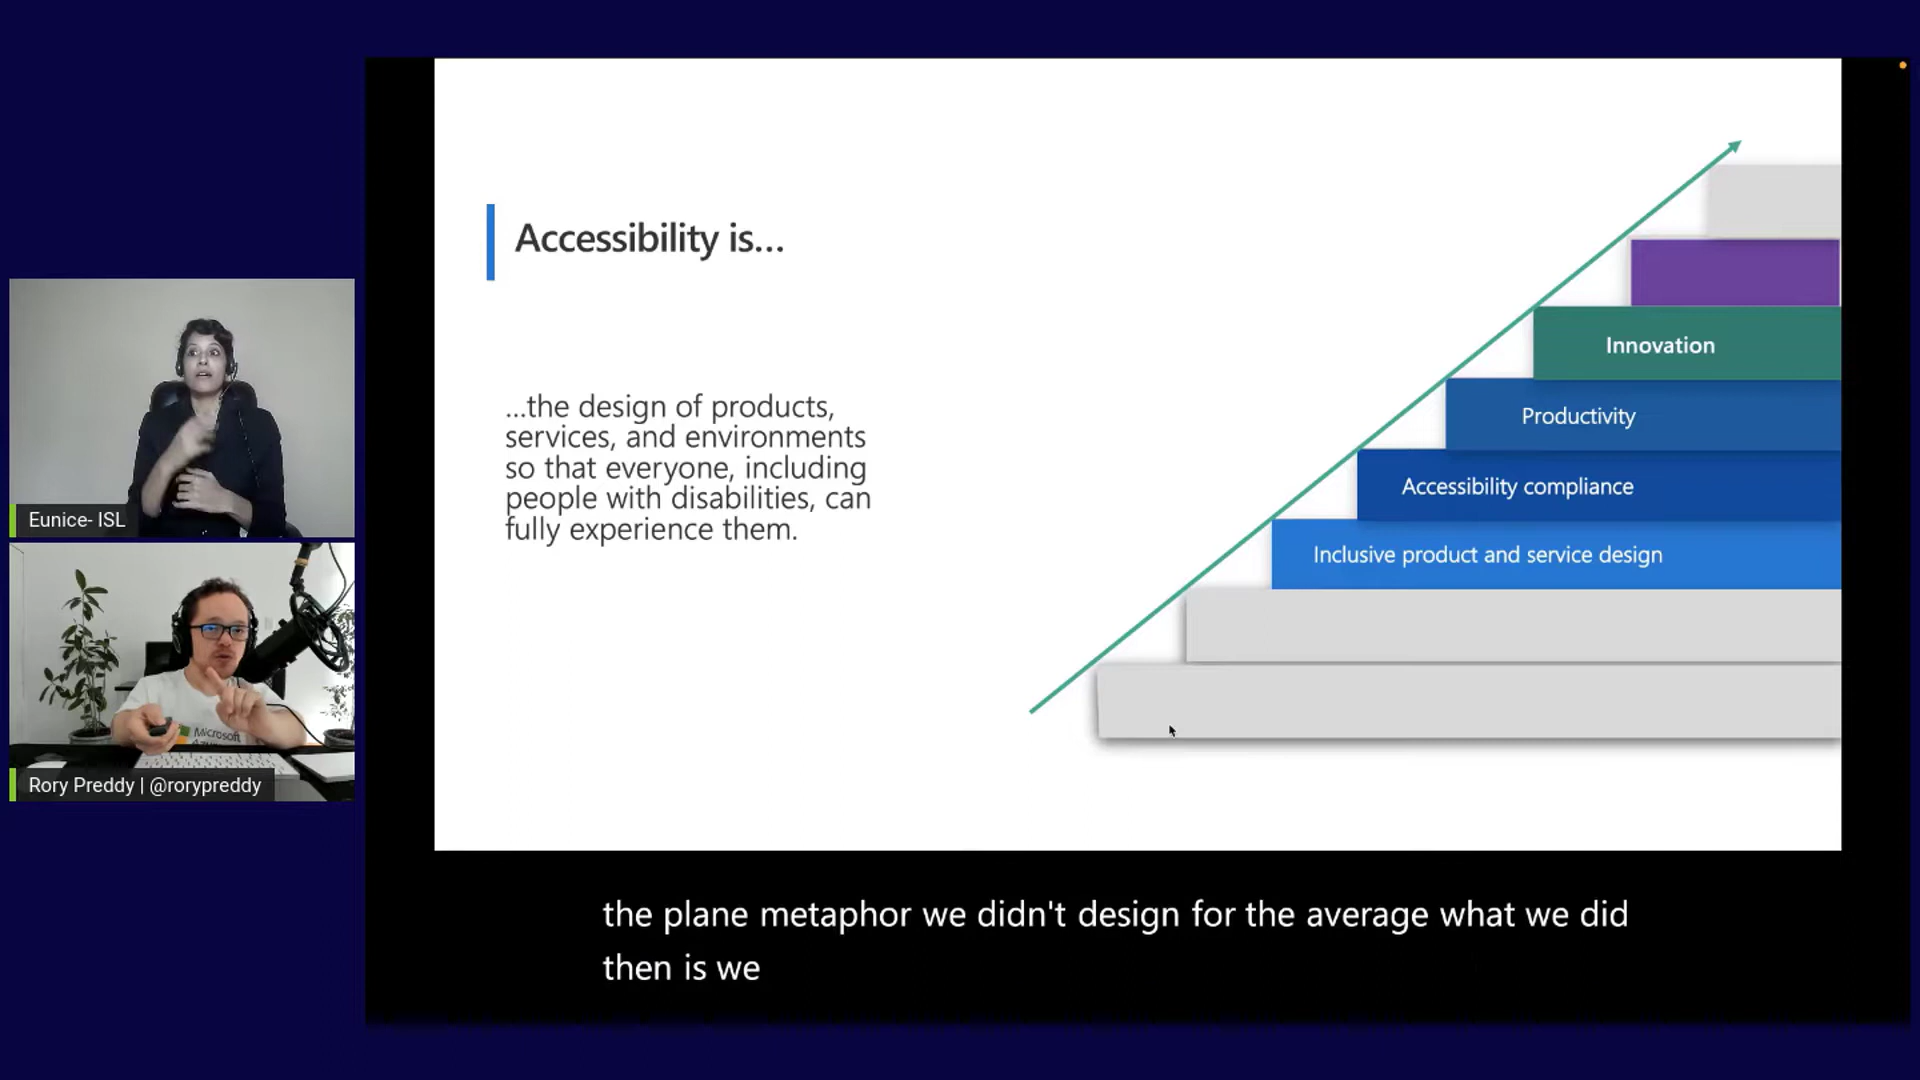 Accessibility is...
...the design of products,
services, and environments
so that everyone, including
people with disabilities, can
fully experience them.
Innovation
Productivity
Accessibility compliance
Inclusive product and service design
Eunice- ISL
Microsoft
Rory Preddy | @rorypreddy
the plane metaphor we didn't design for the average what we did
then is we